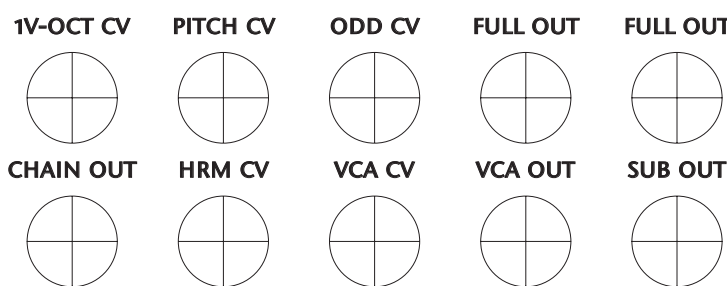 1V-OCT CV PITCH CV ODD CV FULL OUT FULL OUT
CHAIN OUT HRM CV VCA CV VCA OUT SUB OUT